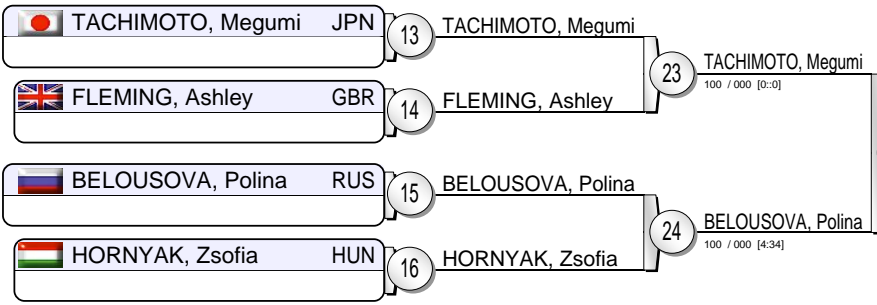 TACHIMOTO, Megumi JPN
13
TACHIMOTO, Megumi
23
TACHIMOTO, Megumi
100 / 000 [0::0]
FLEMING, Ashley GBR
14
FLEMING, Ashley
BELOUSOVA, Polina RUS
15
BELOUSOVA, Polina
24
BELOUSOVA, Polina
100 / 000 [4:34]
HORNYAK, Zsofia HUN
16
HORNYAK, Zsofia